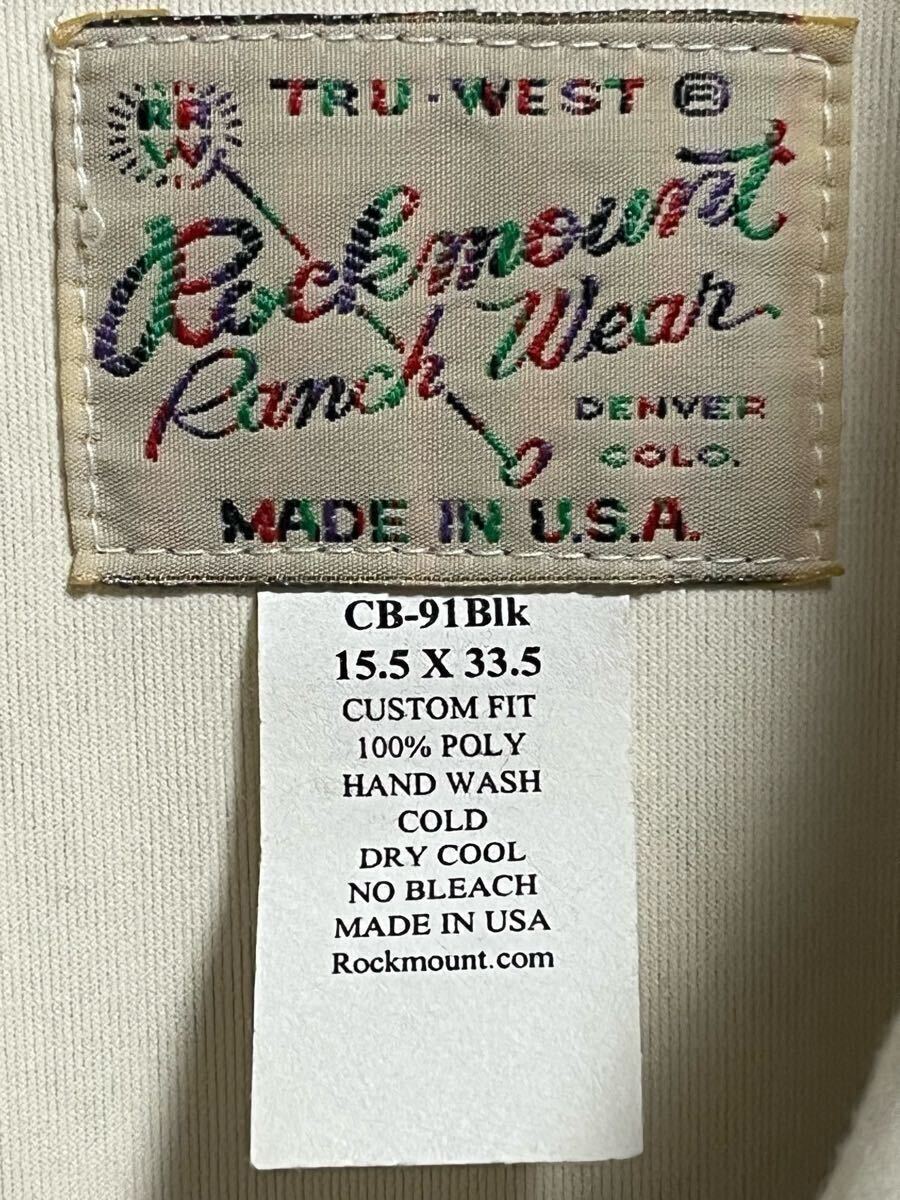 RR
W
TRU·WEST ®
Rockmount
Ranch Wear
DENVER
COLO.
MADE IN U.S.A.
CB-91Blk
15.5 X 33.5
CUSTOM FIT
100% POLY
HAND WASH
COLD
DRY COOL
NO BLEACH
MADE IN USA
Rockmount.com